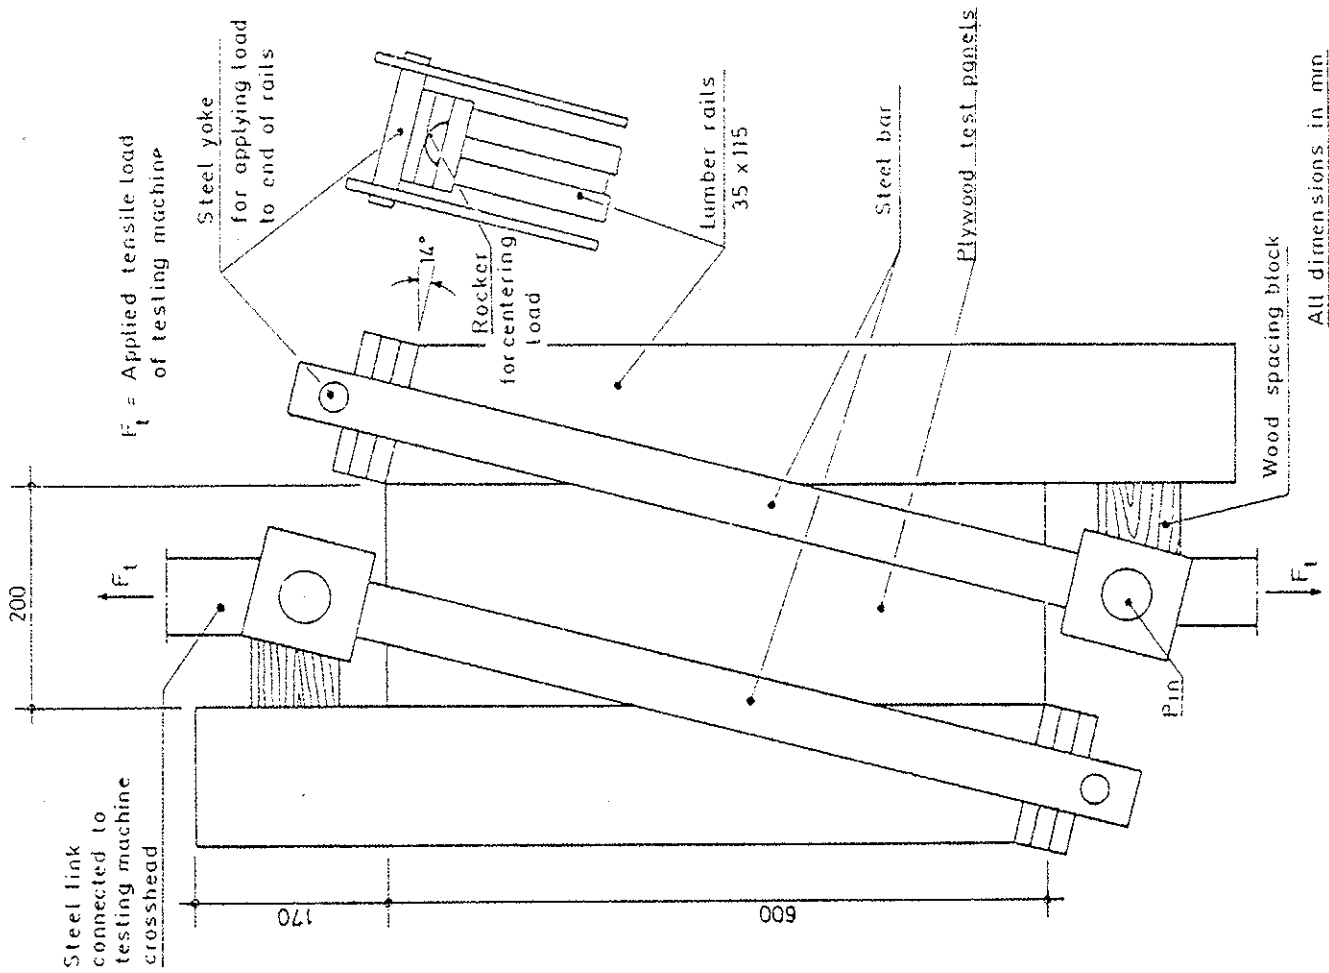 F_t = Applied tensile load
of testing machine
Steel yoke
for applying load
to end of rails
200
F_t
14°
Rocker
for centering
load
Lumber rails
35 x 115
Steel bar
Plywood test panels
Steel link
connected to
testing machine
crosshead
170
600
Pin
F_t
Wood spacing block
All dimensions in mm